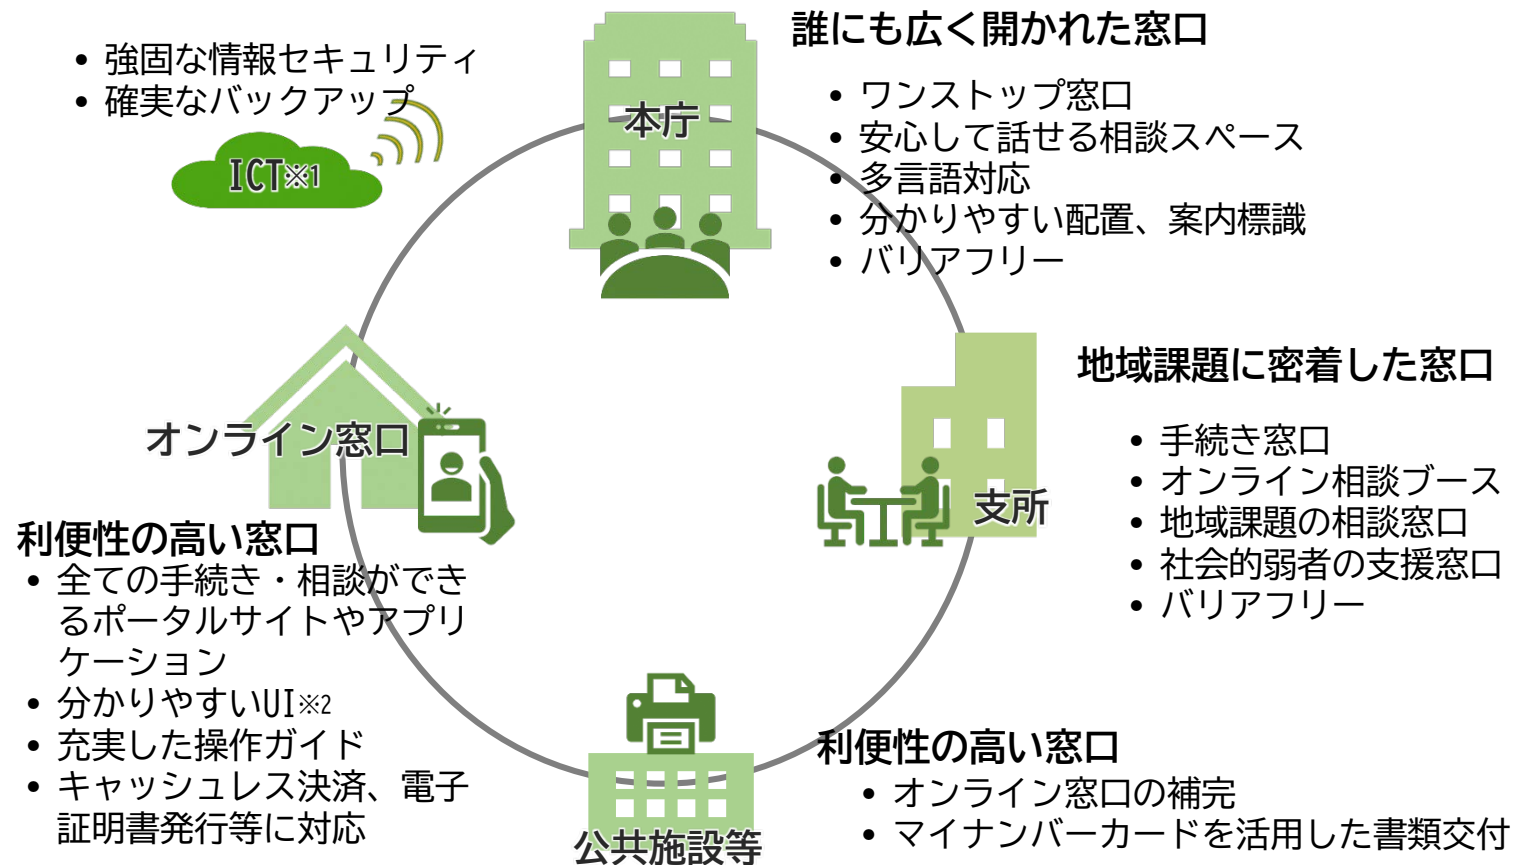 • 強固な情報セキュリティ
• 確実なバックアップ
ICT※1
本庁
誰にも広く開かれた窓口
• ワンストップ窓口
• 安心して話せる相談スペース
• 多言語対応
• 分かりやすい配置、案内標識
• バリアフリー
地域課題に密着した窓口
• 手続き窓口
• オンライン相談ブース
• 地域課題の相談窓口
• 社会的弱者の支援窓口
• バリアフリー
支所
オンライン窓口
利便性の高い窓口
• 全ての手続き・相談ができ
るポータルサイトやアプリ
ケーション
• 分かりやすいUI※2
• 充実した操作ガイド
• キャッシュレス決済、電子
証明書発行等に対応
公共施設等
利便性の高い窓口
• オンライン窓口の補完
• マイナンバーカードを活用した書類交付